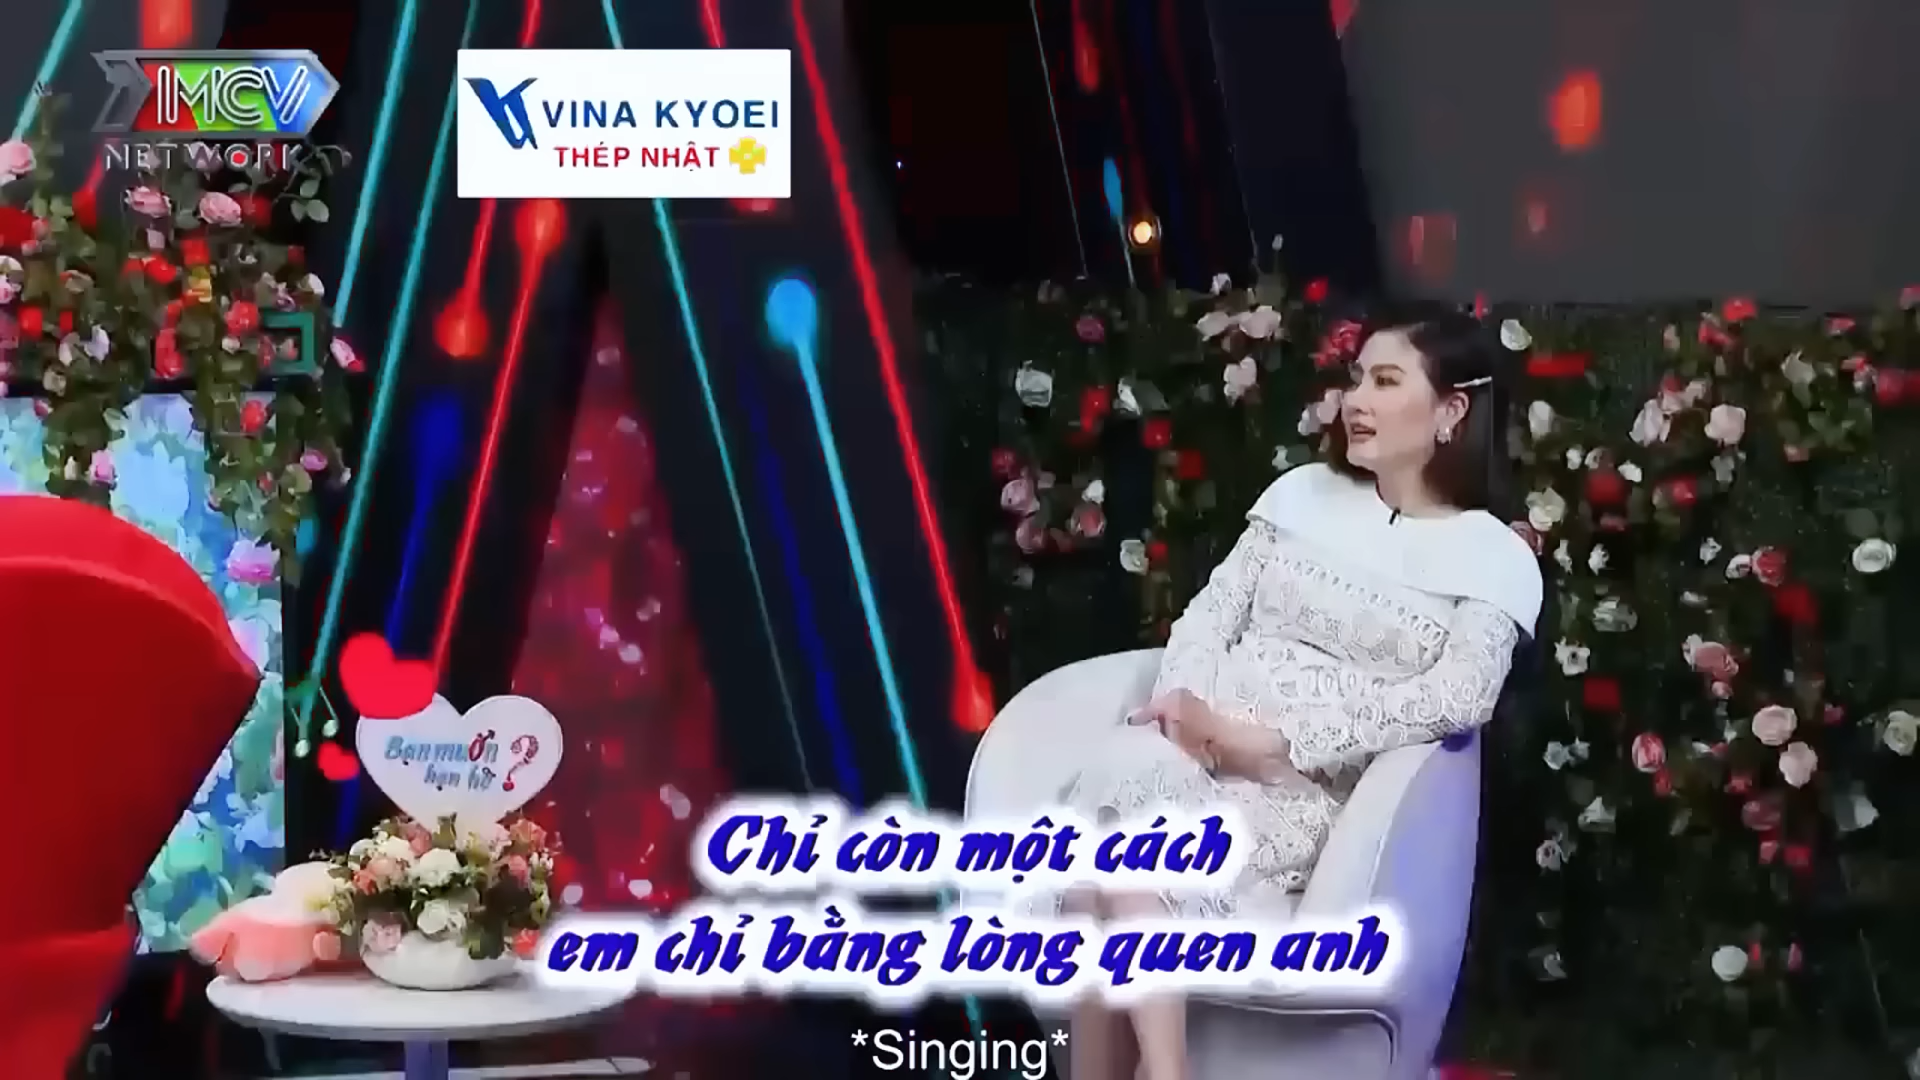 MCV
NETWORK
VINA KYOEI
THÉP NHẬT
Bạn muốn
hẹn hò ?
Chỉ còn một cách
em chỉ bằng lòng quen anh
*Singing*